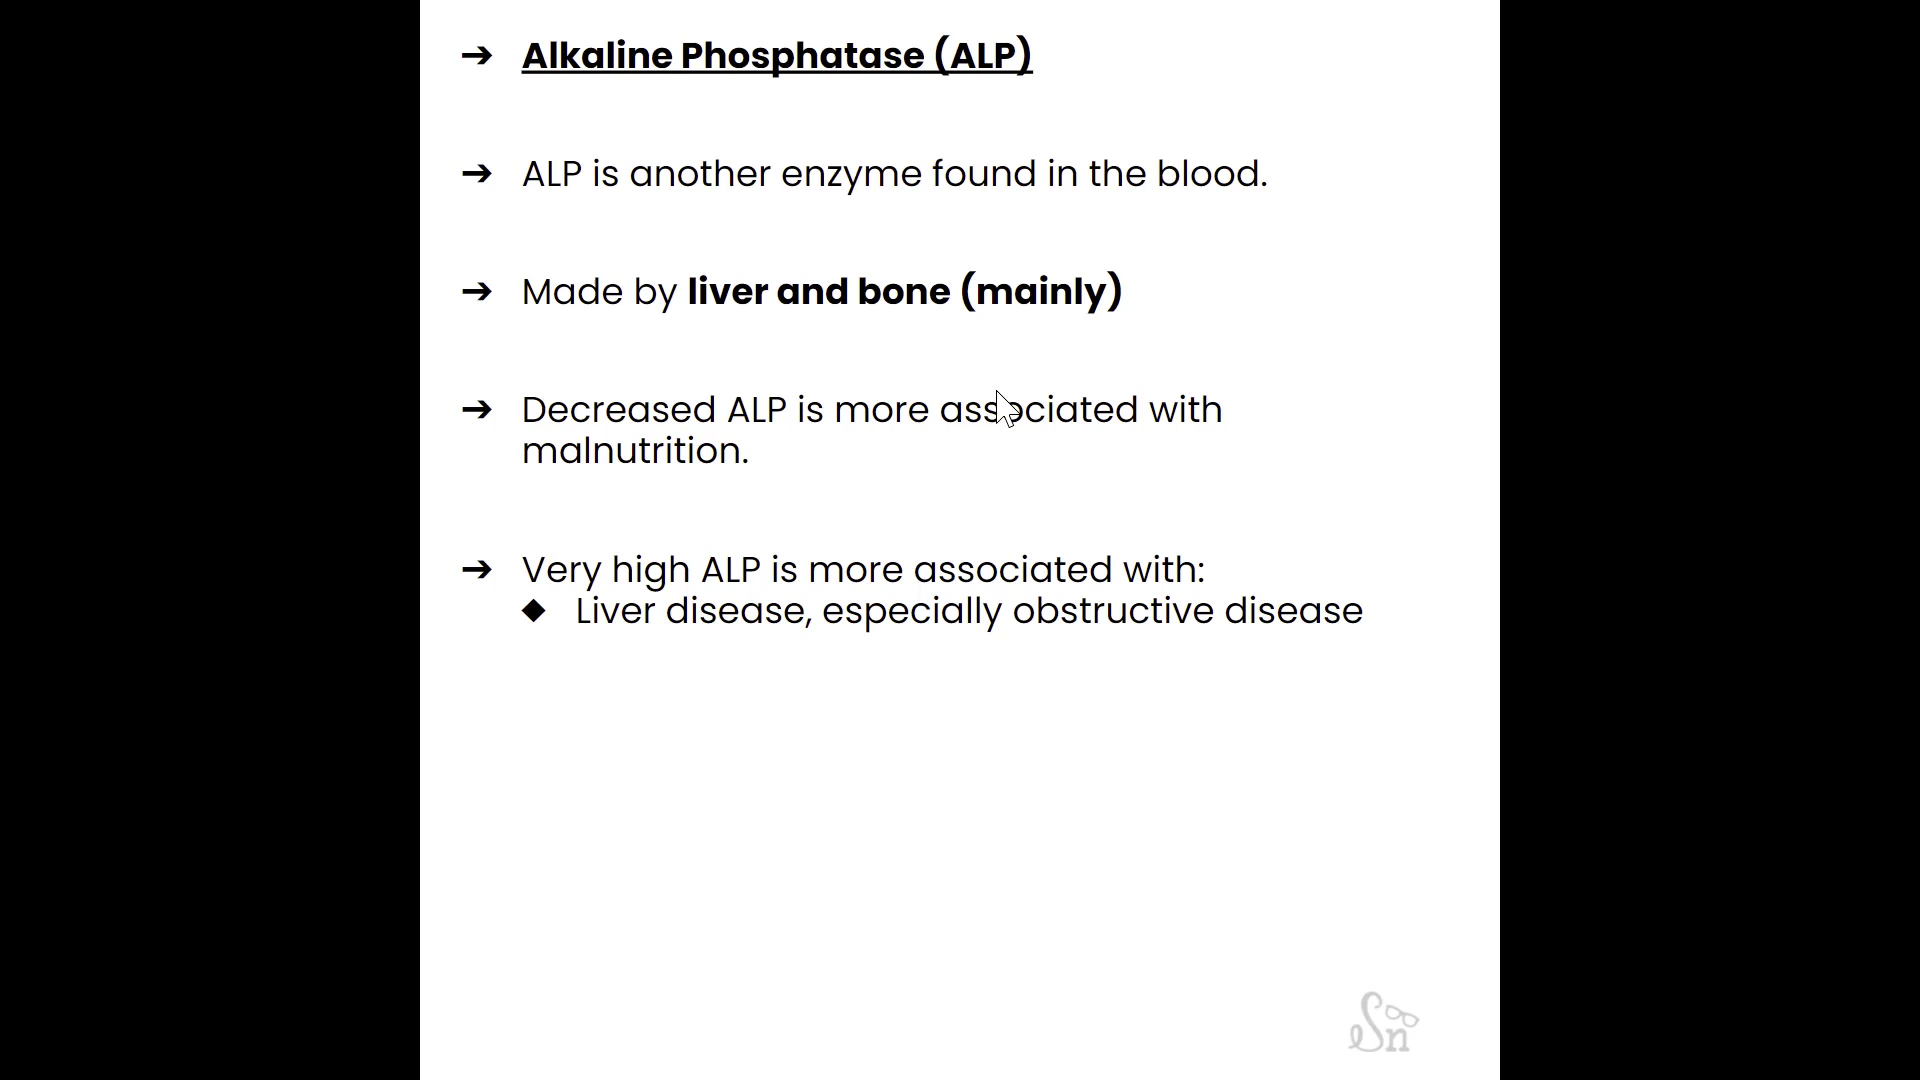 ➔ Alkaline Phosphatase (ALP)
➔ ALP is another enzyme found in the blood.
➔ Made by liver and bone (mainly)
➔ Decreased ALP is more associated with
malnutrition.
➔ Very high ALP is more associated with:
◆ Liver disease, especially obstructive disease
Sn